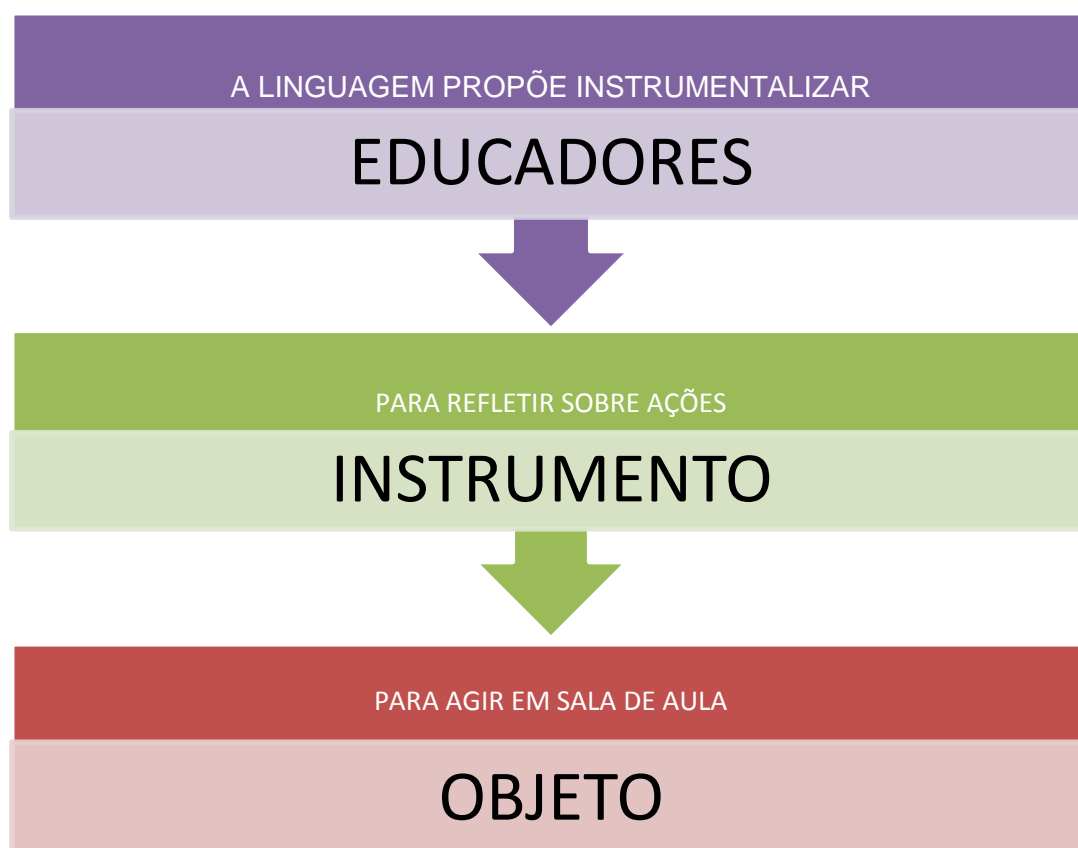 A LINGUAGEM PROPÕE INSTRUMENTALIZAR
EDUCADORES
PARA REFLETIR SOBRE AÇÕES
INSTRUMENTO
PARA AGIR EM SALA DE AULA
OBJETO